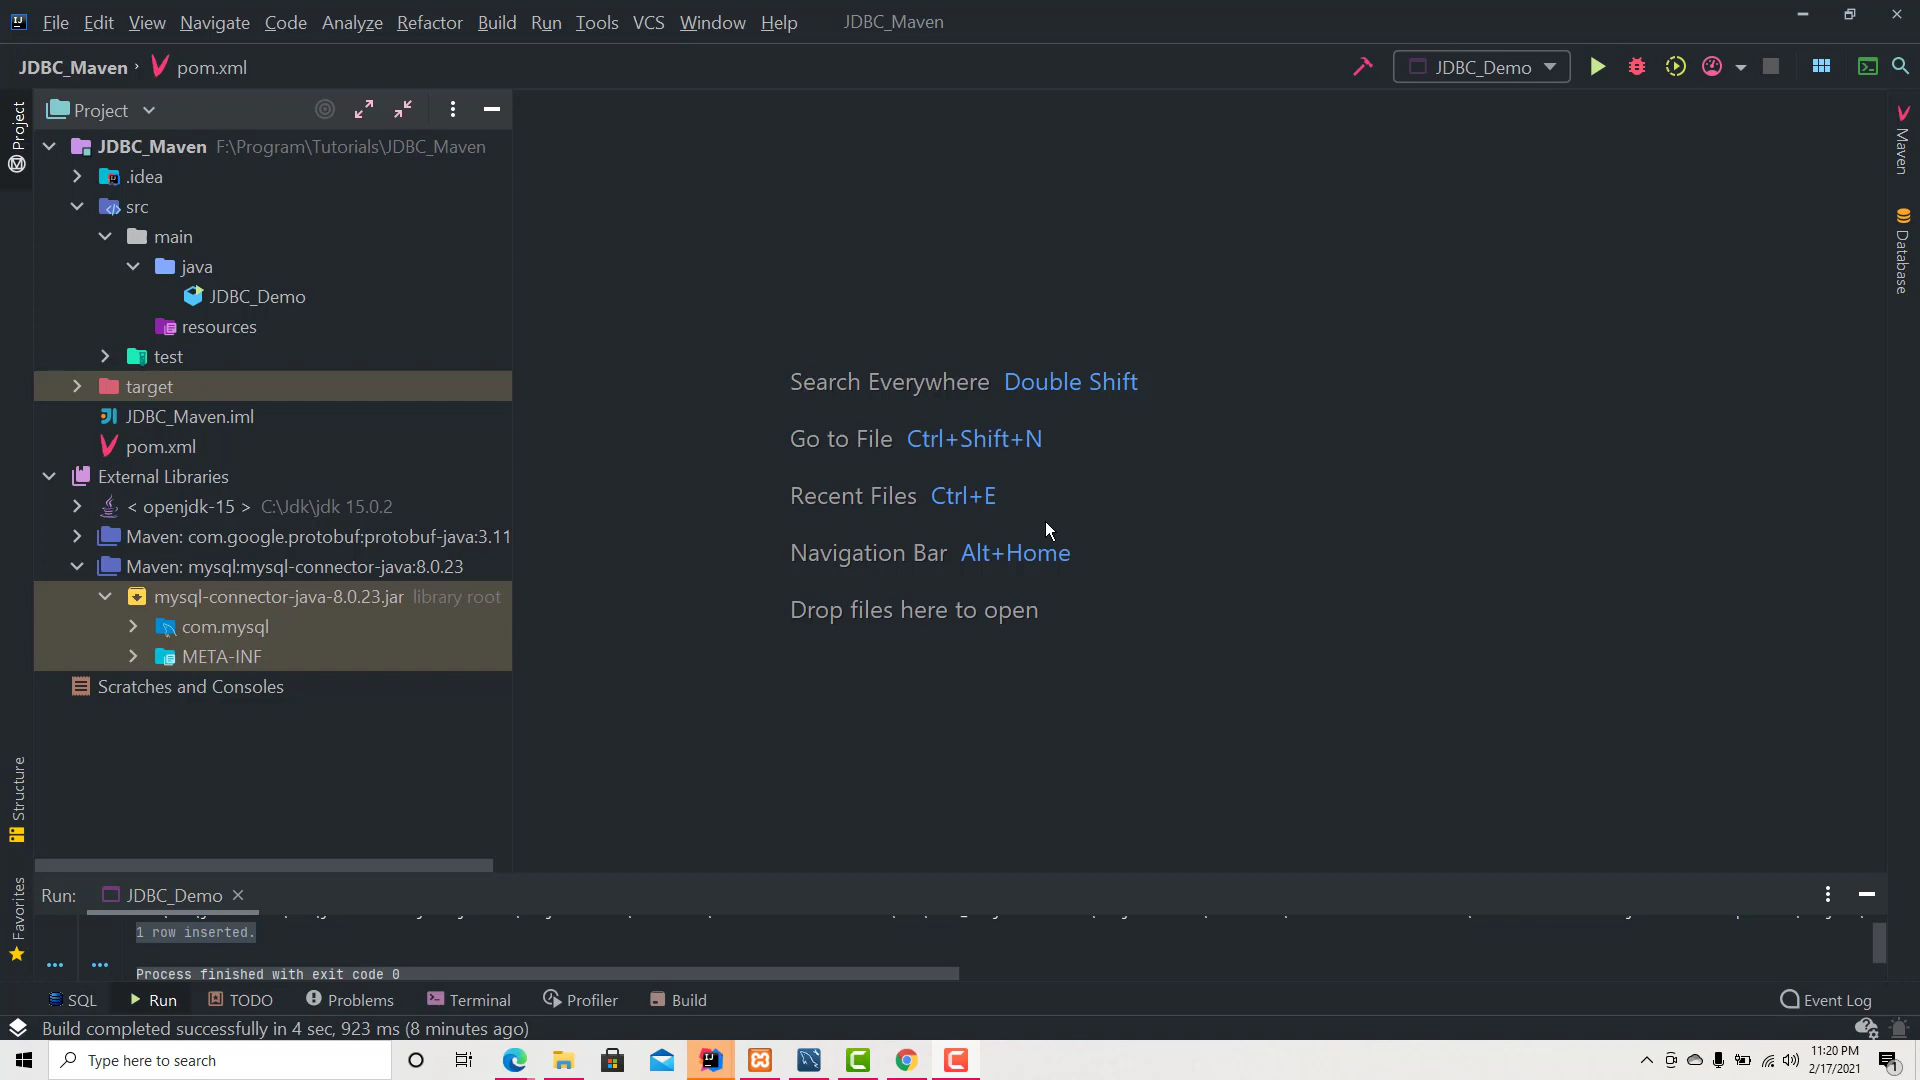 File Edit View Navigate Code Analyze Refactor Build Run Tools VCS Window Help JDBC_Maven
JDBC_Maven pom.xml JDBC_Demo
Project
JDBC_Maven F:\Program\Tutorials\JDBC_Maven
.idea
src
main
java
JDBC_Demo
resources
test
target
JDBC_Maven.iml
pom.xml
External Libraries
< openjdk-15 > C:\Jdk\jdk 15.0.2
Maven: com.google.protobuf:protobuf-java:3.11
Maven: mysql:mysql-connector-java:8.0.23
mysql-connector-java-8.0.23.jar library root
com.mysql
META-INF
Scratches and Consoles
Project
Structure
Favorites
Search Everywhere Double Shift
Go to File Ctrl+Shift+N
Recent Files Ctrl+E
Navigation Bar Alt+Home
Drop files here to open
Maven
Database
Run: JDBC_Demo
1 row inserted.
Process finished with exit code 0
SQL Run TODO Problems Terminal Profiler Build Event Log
Build completed successfully in 4 sec, 923 ms (8 minutes ago)
Type here to search
11:20 PM
2/17/2021
1